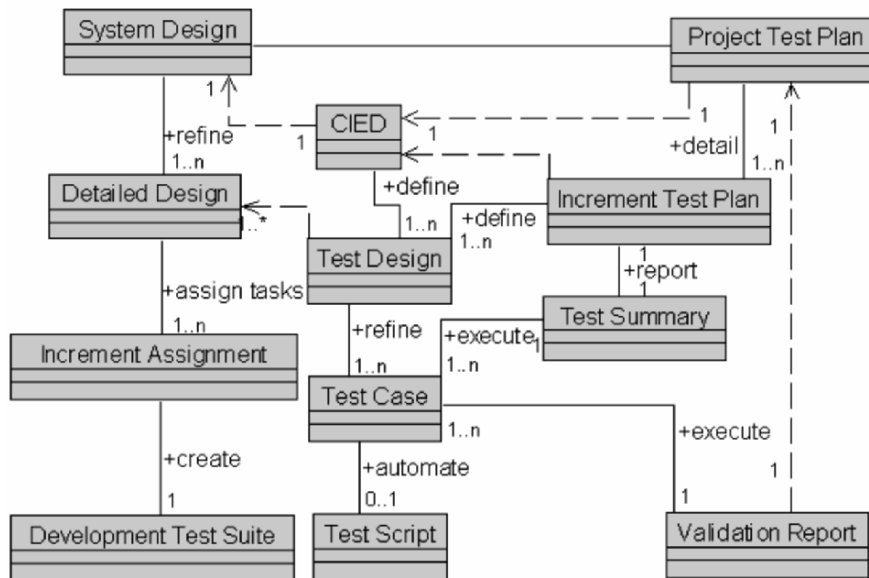 System Design
Project Test Plan
1
CIED
1
1
1
1
+refine
1..n
+detail
1..n
Detailed Design
+define
Increment Test Plan
1..*
1..n
+define
1..n
Test Design
1
+report
1
+assign tasks
1..n
Test Summary
+refine
+execute
1
Increment Assignment
1..n
1..n
Test Case
1..n
+execute
+create
+automate
1
1
0..1
1
Development Test Suite
Test Script
Validation Report